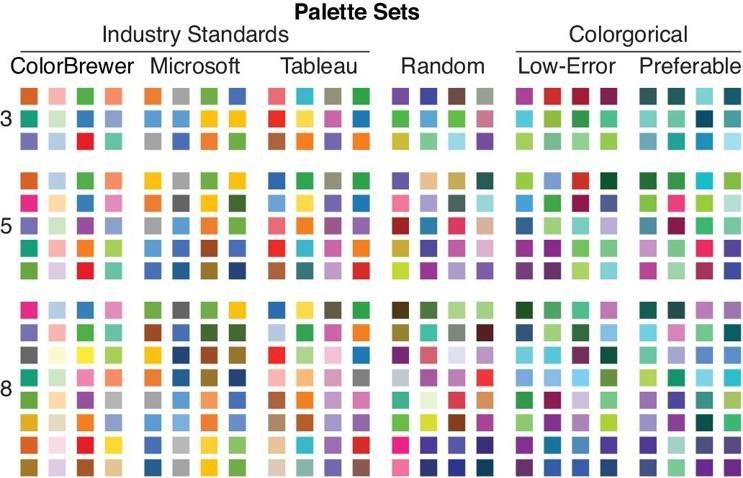 Palette Sets
Industry Standards Colorgorical
ColorBrewer Microsoft Tableau Random Low-Error Preferable
3
5
8